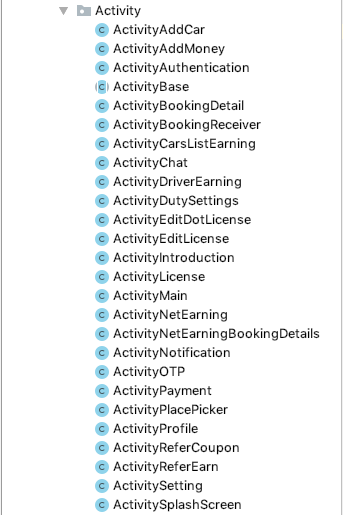 Activity
ActivityAddCar
ActivityAddMoney
ActivityAuthentication
ActivityBase
ActivityBookingDetail
ActivityBookingReceiver
ActivityCarsListEarning
ActivityChat
ActivityDriverEarning
ActivityDutySettings
ActivityEditDotLicense
ActivityEditLicense
ActivityIntroduction
ActivityLicense
ActivityMain
ActivityNetEarning
ActivityNetEarningBookingDetails
ActivityNotification
ActivityOTP
ActivityPayment
ActivityPlacePicker
ActivityProfile
ActivityReferCoupon
ActivityReferEarn
ActivitySetting
ActivitySplashScreen